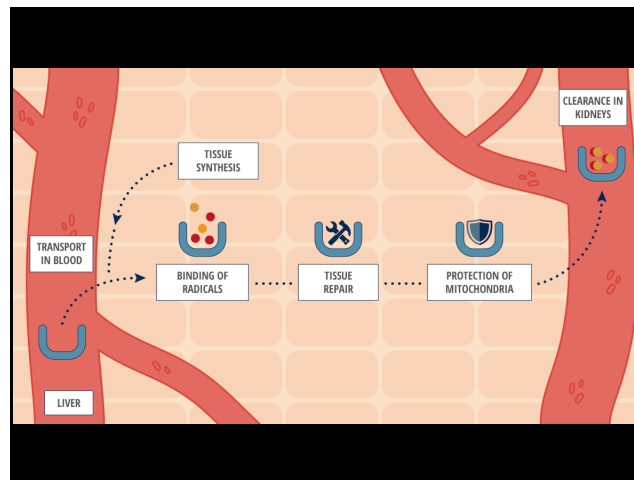 CLEARANCE IN
KIDNEYS
TISSUE
SYNTHESIS
TRANSPORT
IN BLOOD
BINDING OF
RADICALS
TISSUE
REPAIR
PROTECTION OF
MITOCHONDRIA
LIVER